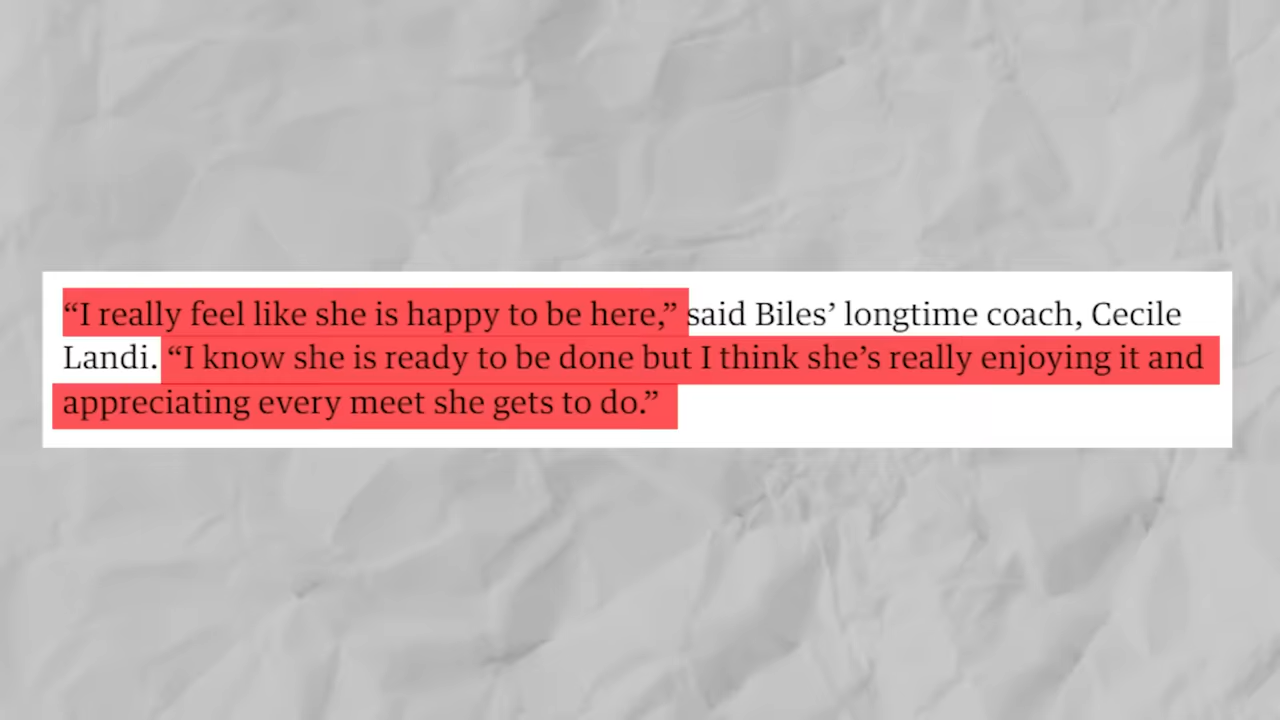 “I really feel like she is happy to be here,” said Biles’ longtime coach, Cecile
Landi. “I know she is ready to be done but I think she’s really enjoying it and
appreciating every meet she gets to do.”